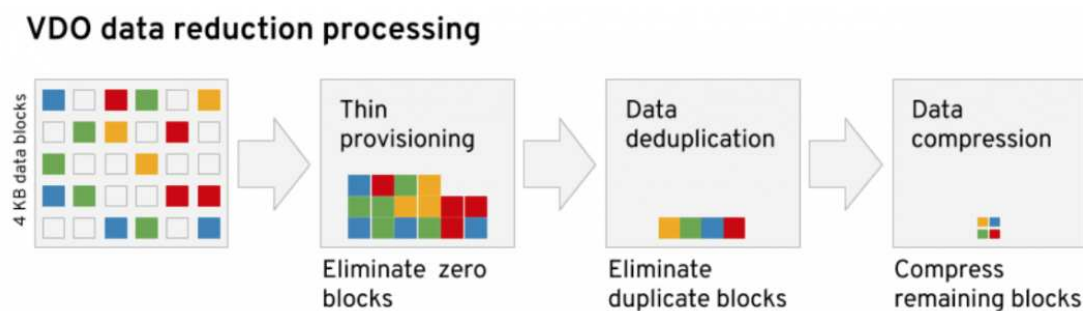 VDO data reduction processing
4 KB data blocks
Thin
provisioning
Eliminate zero
blocks
Data
deduplication
Eliminate
duplicate blocks
Data
compression
Compress
remaining blocks